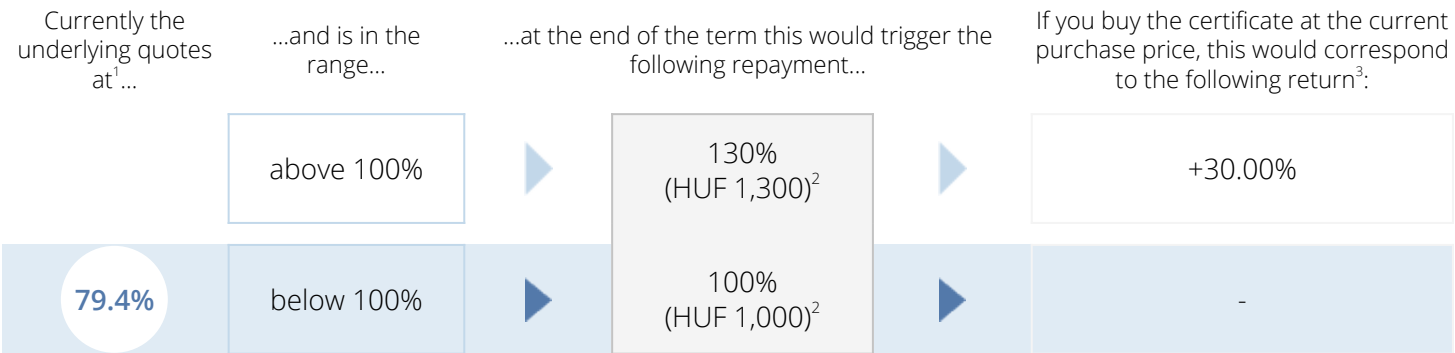 Currently the
underlying quotes
at¹...
...and is in the
range...
...at the end of the term this would trigger the
following repayment...
If you buy the certificate at the current
purchase price, this would correspond
to the following return³:
above 100%
130%
(HUF 1,300)²
+30.00%
79.4%
below 100%
100%
(HUF 1,000)²
-